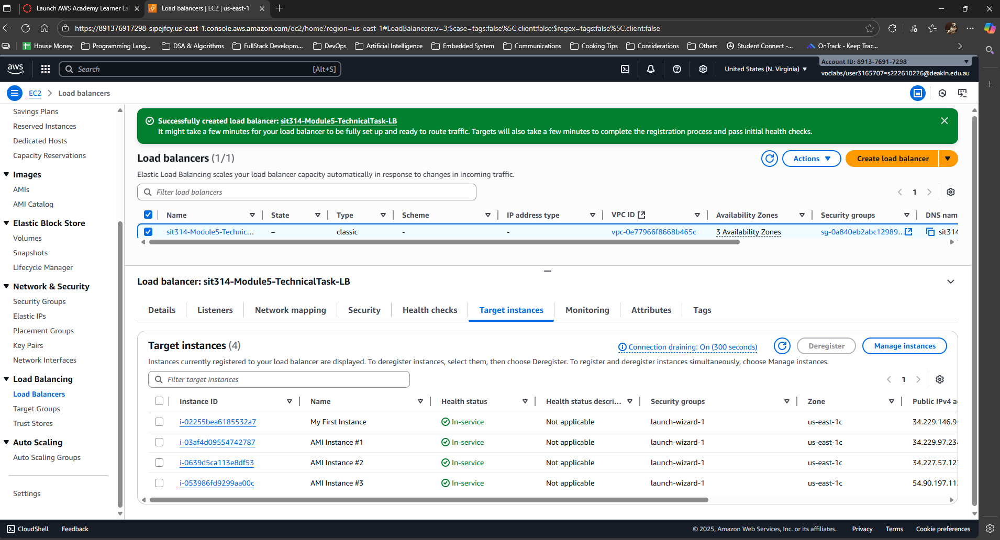 Launch AWS Academy Learner La
Load balancers | EC2 | us-east-1
https://891376917298-sipejfcy.us-east-1.console.aws.amazon.com/ec2/home?region=us-east-1#LoadBalancers:v=3;$case=tags:false%5C,client:false;$regex=tags:false%5C,client:false
House Money
Programming Lang...
DSA & Algorithms
FullStack Developm...
DevOps
Artificial Intelligence
Embedded System
Communications
Cooking Tips
Considerations
Others
Student Connect -...
OnTrack - Keep Trac...
aws
Search
[Alt+S]
United States (N. Virginia)
Account ID: 8913-7691-7298
voclabs/user3165707=s222610226@deakin.edu.au
EC2
Load balancers
Savings Plans
Reserved Instances
Dedicated Hosts
Capacity Reservations
Images
AMIs
AMI Catalog
Elastic Block Store
Volumes
Snapshots
Lifecycle Manager
Network & Security
Security Groups
Elastic IPs
Placement Groups
Key Pairs
Network Interfaces
Load Balancing
Load Balancers
Target Groups
Trust Stores
Auto Scaling
Auto Scaling Groups
Settings
Successfully created load balancer: sit314-Module5-TechnicalTask-LB
It might take a few minutes for your load balancer to be fully set up and ready to route traffic. Targets will also take a few minutes to complete the registration process and pass initial health checks.
Load balancers (1/1)
Actions
Create load balancer
Elastic Load Balancing scales your load balancer capacity automatically in response to changes in incoming traffic.
Filter load balancers
1
Name State Type Scheme IP address type VPC ID Availability Zones Security groups DNS nam
sit314-Module5-Technic... – classic - - vpc-0e77966f8668b465c 3 Availability Zones sg-0a840eb2abc12989... sit314
Load balancer: sit314-Module5-TechnicalTask-LB
Details
Listeners
Network mapping
Security
Health checks
Target instances
Monitoring
Attributes
Tags
Target instances (4)
Connection draining: On (300 seconds)
Deregister
Manage instances
Instances currently registered to your load balancer are displayed. To deregister instances, select them, then choose Deregister. To register and deregister instances simultaneously, choose Manage instances.
Filter target instances
1
Instance ID Name Health status Health status descri... Security groups Zone Public IPv4 a
i-02255bea6185532a7 My First Instance In-service Not applicable launch-wizard-1 us-east-1c 34.229.146.9
i-03af4d09554742787 AMI Instance #1 In-service Not applicable launch-wizard-1 us-east-1c 34.229.97.234
i-0639d5ca113e8df53 AMI Instance #2 In-service Not applicable launch-wizard-1 us-east-1c 34.227.57.12
i-053986fd9299aa00c AMI Instance #3 In-service Not applicable launch-wizard-1 us-east-1c 54.90.197.11
CloudShell
Feedback
© 2025, Amazon Web Services, Inc. or its affiliates.
Privacy
Terms
Cookie preferences